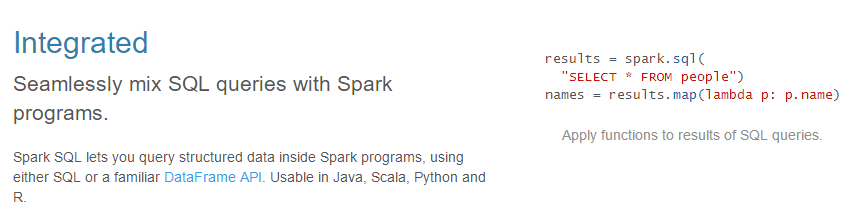 Integrated
Seamlessly mix SQL queries with Spark
programs.
Spark SQL lets you query structured data inside Spark programs, using
either SQL or a familiar DataFrame API. Usable in Java, Scala, Python and
R.
results = spark.sql(
  "SELECT * FROM people")
names = results.map(lambda p: p.name)
Apply functions to results of SQL queries.